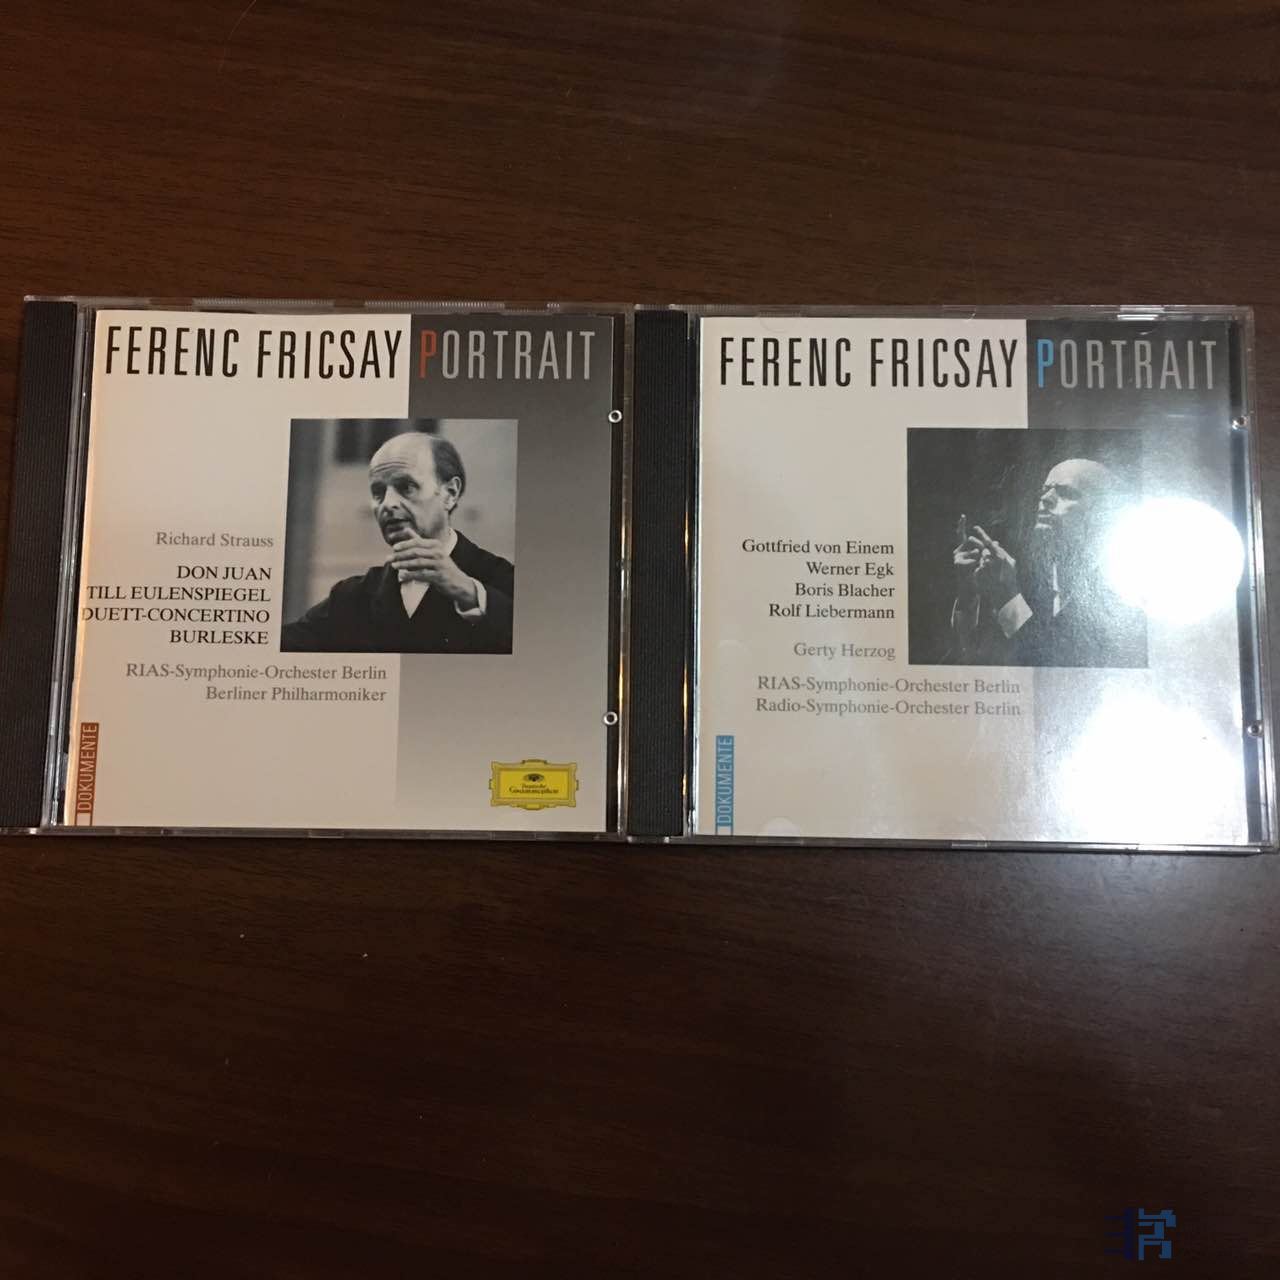 FERENC FRICSAY PORTRAIT
Richard Strauss
DON JUAN
TILL EULENSPIEGEL
DUETT-CONCERTINO
BURLESKE
RIAS-Symphonie-Orchester Berlin
Berliner Philharmoniker
DOKUMENTE
Deutsche
Grammophon
FERENC FRICSAY PORTRAIT
Gottfried von Einem
Werner Egk
Boris Blacher
Rolf Liebermann
Gerty Herzog
RIAS-Symphonie-Orchester Berlin
Radio-Symphonie-Orchester Berlin
DOKUMENTE